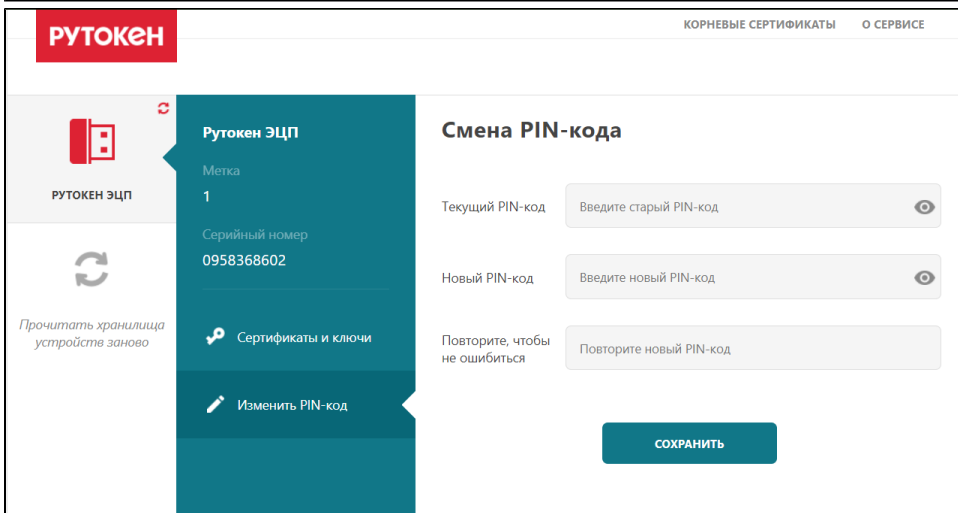 РУТОКЕН
КОРНЕВЫЕ СЕРТИФИКАТЫ О СЕРВИСЕ
РУТОКЕН ЭЦП
Прочитать хранилища
устройств заново
Рутокен ЭЦП
Метка
1
Серийный номер
0958368602
Сертификаты и ключи
Изменить PIN-код
Смена PIN-кода
Текущий PIN-код
Введите старый PIN-код
Новый PIN-код
Введите новый PIN-код
Повторите, чтобы
не ошибиться
Повторите новый PIN-код
СОХРАНИТЬ